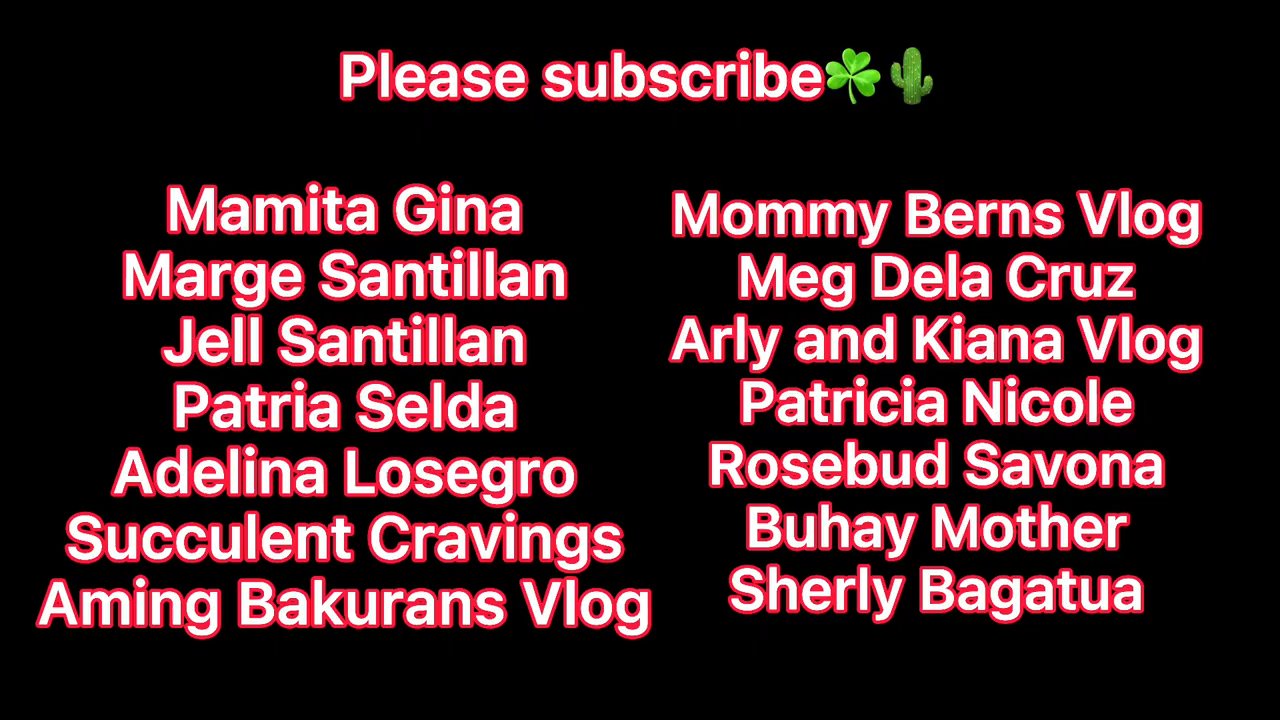 Please subscribe☘️🌵
Mamita Gina
Marge Santillan
Jell Santillan
Patria Selda
Adelina Losegro
Succulent Cravings
Aming Bakurans Vlog
Mommy Berns Vlog
Meg Dela Cruz
Arly and Kiana Vlog
Patricia Nicole
Rosebud Savona
Buhay Mother
Sherly Bagatua